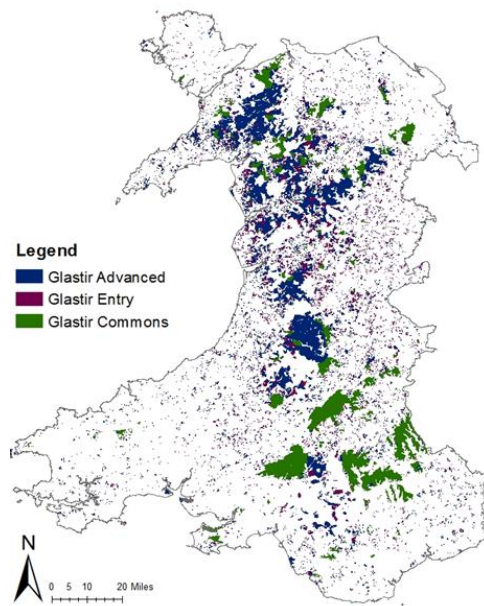 Legend
Glastir Advanced
Glastir Entry
Glastir Commons
N
0 5 10 20 Miles